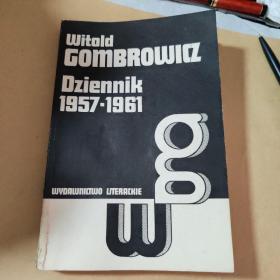 Witold
GOMBROWICZ
Dziennik
1957-1961
wg
WYDAWNICTWO LITERACKIE